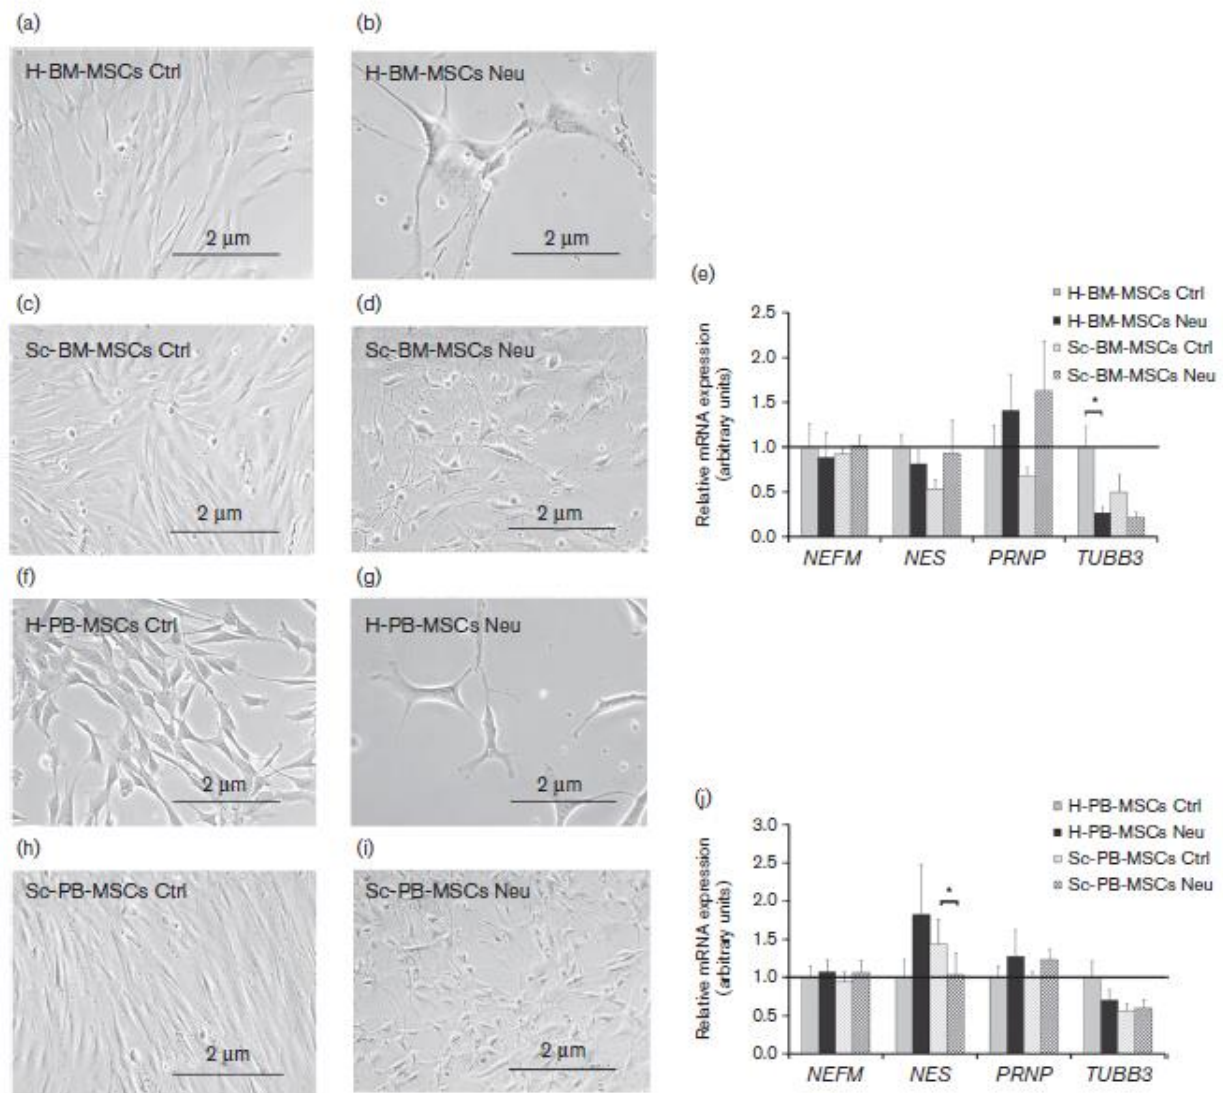 (a)
H-BM-MSCs Ctrl
2 μm
(b)
H-BM-MSCs Neu
2 μm
(c)
Sc-BM-MSCs Ctrl
2 μm
(d)
Sc-BM-MSCs Neu
2 μm
(e)
H-BM-MSCs Ctrl
H-BM-MSCs Neu
Sc-BM-MSCs Ctrl
Sc-BM-MSCs Neu
Relative mRNA expression
(arbitrary units)
2.5
2.0
1.5
1.0
0.5
0.0
*
NEFM NES PRNP TUBB3
(f)
H-PB-MSCs Ctrl
2 μm
(g)
H-PB-MSCs Neu
2 μm
(h)
Sc-PB-MSCs Ctrl
2 μm
(i)
Sc-PB-MSCs Neu
2 μm
(j)
H-PB-MSCs Ctrl
H-PB-MSCs Neu
Sc-PB-MSCs Ctrl
Sc-PB-MSCs Neu
Relative mRNA expression
(arbitrary units)
3.0
2.5
2.0
1.5
1.0
0.5
0.0
*
NEFM NES PRNP TUBB3